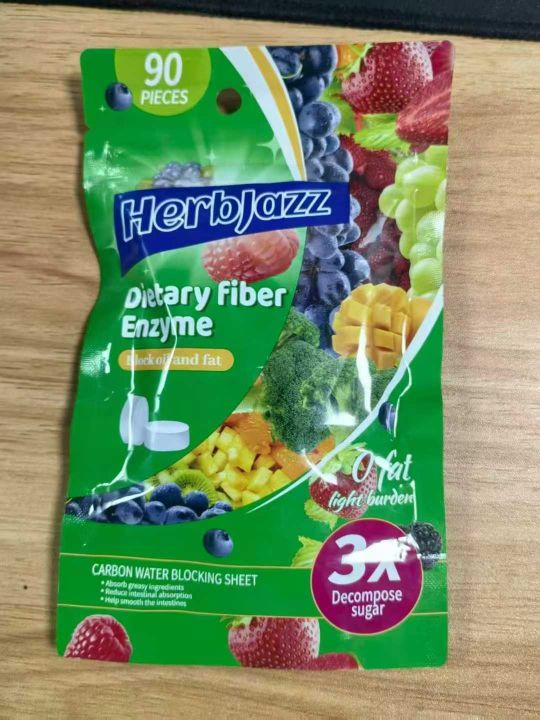 90
PIECES
HerbJazz
Dietary fiber
Enzyme
Block oil and fat
0 fat
light burden
CARBON WATER BLOCKING SHEET
• Absorb greasy ingredients
• Reduce intestinal absorption
• Help smooth the intestines
3X
Decompose
sugar